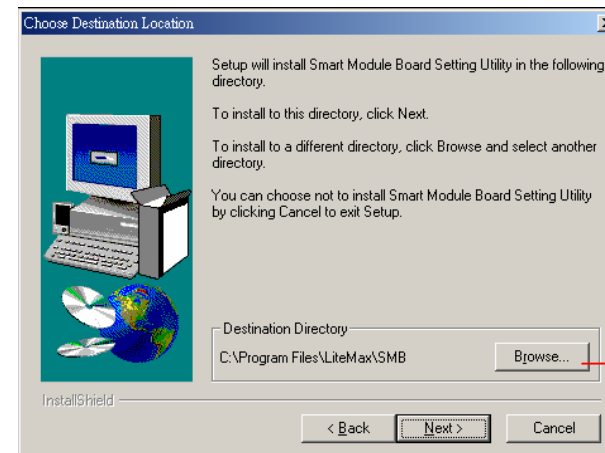 Choose Destination Location
Setup will install Smart Module Board Setting Utility in the following
directory.
To install to this directory, click Next.
To install to a different directory, click Browse and select another
directory.
You can choose not to install Smart Module Board Setting Utility
by clicking Cancel to exit Setup.
Destination Directory
C:\Program Files\LiteMax\SMB
Browse...
InstallShield
< Back
Next >
Cancel